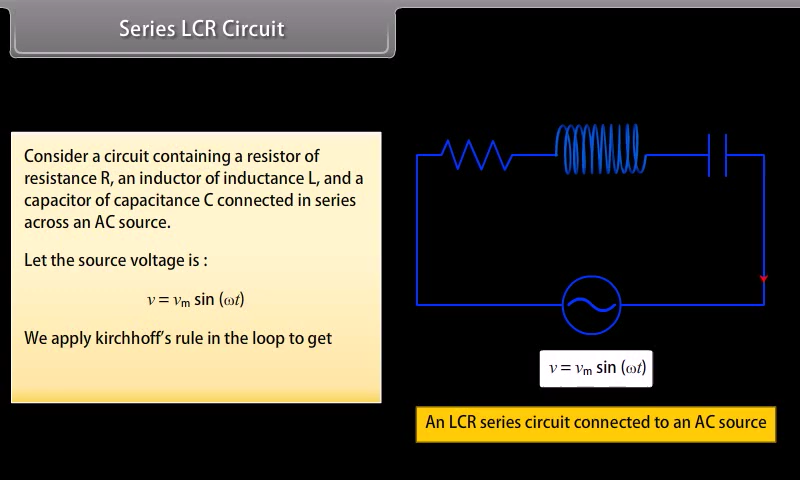 Series LCR Circuit
Consider a circuit containing a resistor of
resistance R, an inductor of inductance L, and a
capacitor of capacitance C connected in series
across an AC source.
Let the source voltage is :
v = vm sin (ωt)
We apply kirchhoff's rule in the loop to get
v = vm sin (ωt)
An LCR series circuit connected to an AC source